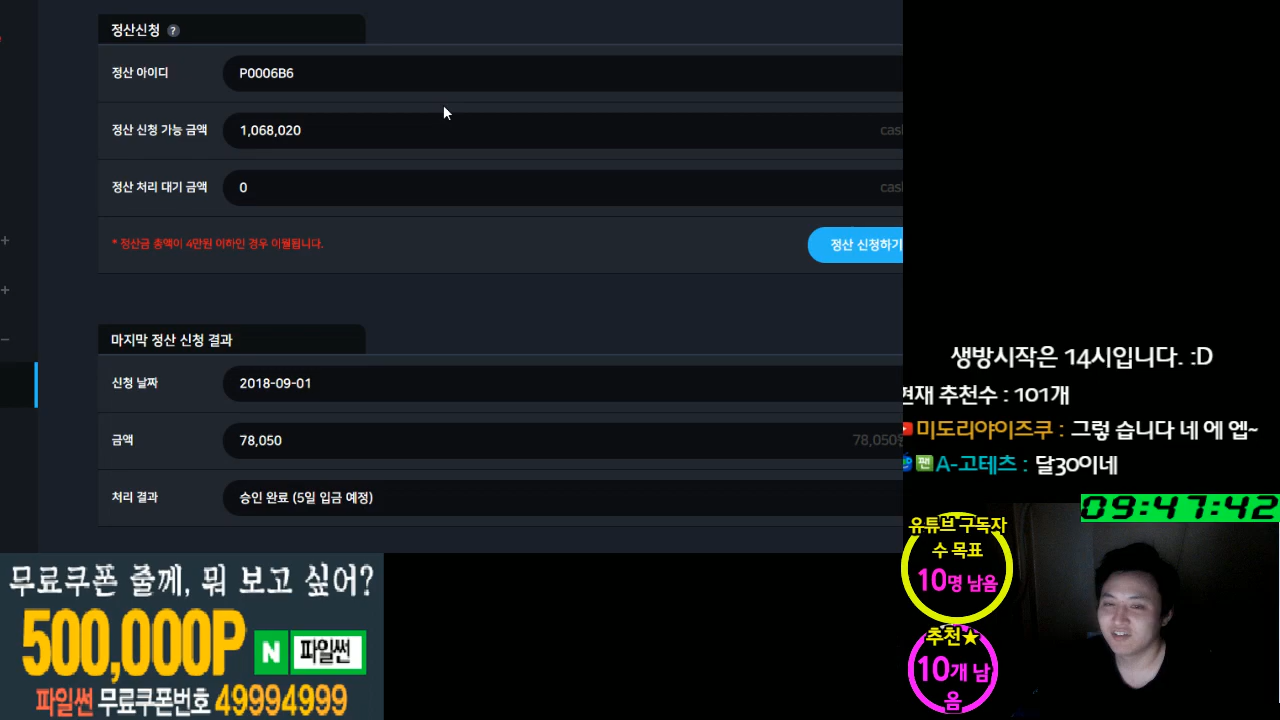 정산신청 ?
정산 아이디
P0006B6
정산 신청 가능 금액
1,068,020
정산 처리 대기 금액
0
* 정산금 총액이 4만원 이하인 경우 이월됩니다.
정산 신청하기
마지막 정산 신청 결과
신청 날짜
2018-09-01
금액
78,050
78,050원
처리 결과
승인 완료 (5일 입금 예정)
생방시작은 14시입니다. :D
현재 추천수 : 101개
미도리야이즈쿠 : 그렇 습니다 네 에 엡~
팬 A-고테츠 : 달30이네
09:47:42
유튜브 구독자
수 목표
10명 남음
추천★
10개 남
음
무료쿠폰 줄께, 뭐 보고 싶어?
500,000P N 파일썬
파일썬 무료쿠폰번호 49994999